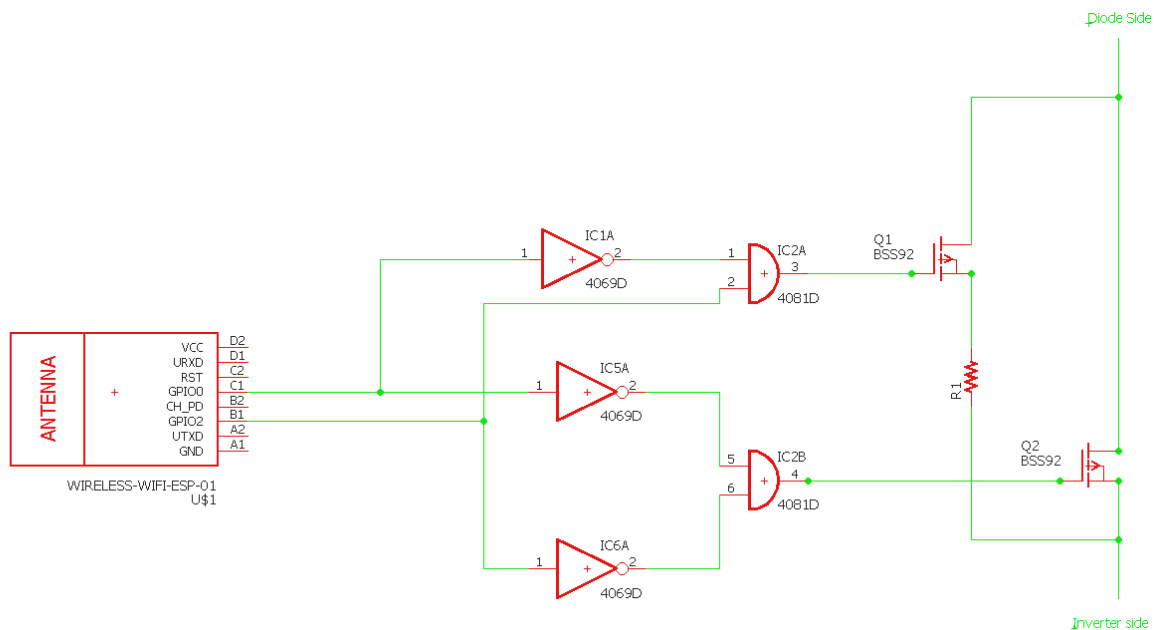 Diode Side
Q1
BSS92
IC1A
1
2
4069D
1
2
IC2A
3
4081D
ANTENNA
VCC
D2
URXD
D1
RST
C2
GPIO0
C1
CH_PD
B2
GPIO2
B1
UTXD
A2
GND
A1
WIRELESS-WIFI-ESP-01
U$1
IC5A
1
2
4069D
R1
Q2
BSS92
5
6
IC2B
4
4081D
IC6A
1
2
4069D
Inverter side